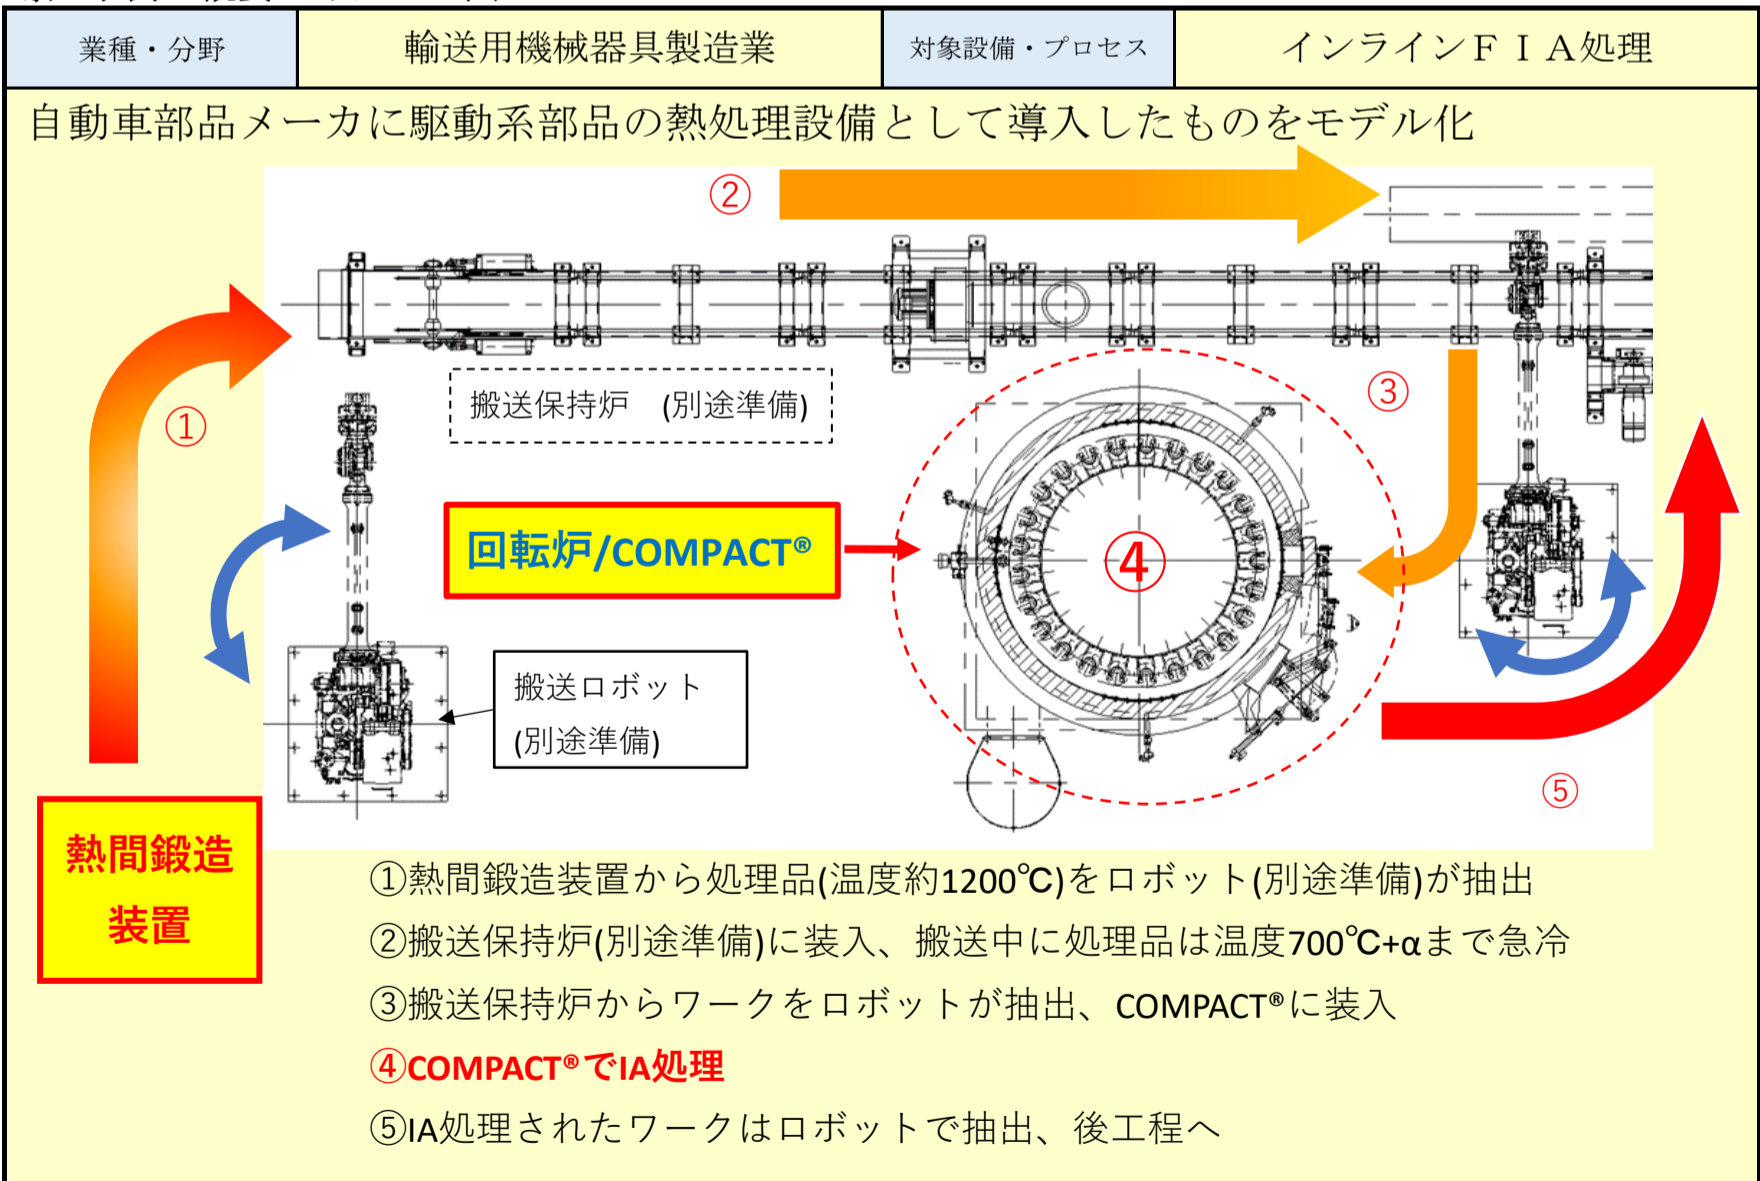 業種・分野
輸送用機械器具製造業
対象設備・プロセス
インラインＦＩＡ処理
自動車部品メーカに駆動系部品の熱処理設備として導入したものをモデル化
②
①
搬送保持炉 (別途準備)
③
回転炉/COMPACT®
④
搬送ロボット
(別途準備)
⑤
熱間鍛造
装置
①熱間鍛造装置から処理品(温度約1200℃)をロボット(別途準備)が抽出
②搬送保持炉(別途準備)に装入、搬送中に処理品は温度700℃+αまで急冷
③搬送保持炉からワークをロボットが抽出、COMPACT®に装入
④COMPACT®でIA処理
⑤IA処理されたワークはロボットで抽出、後工程へ